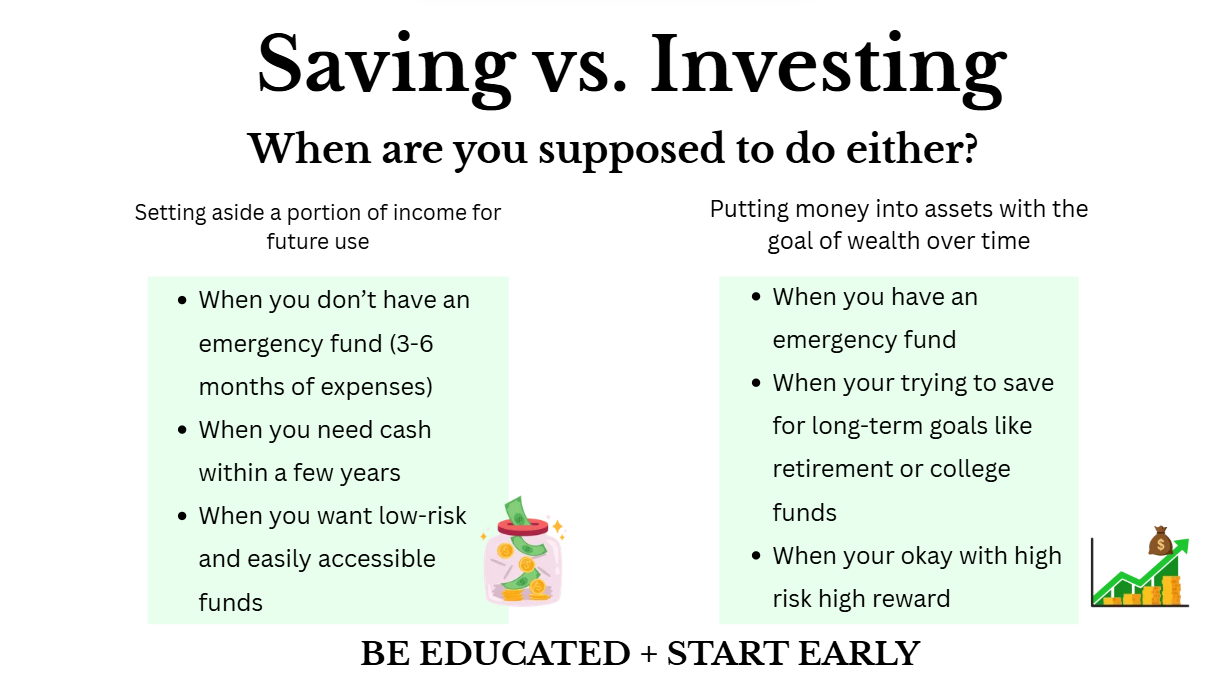 Saving vs. Investing
When are you supposed to do either?
Setting aside a portion of income for
future use
• When you don’t have an
emergency fund (3-6
months of expenses)
• When you need cash
within a few years
• When you want low-risk
and easily accessible
funds
Putting money into assets with the
goal of wealth over time
• When you have an
emergency fund
• When your trying to save
for long-term goals like
retirement or college
funds
• When your okay with high
risk high reward
$
BE EDUCATED + START EARLY